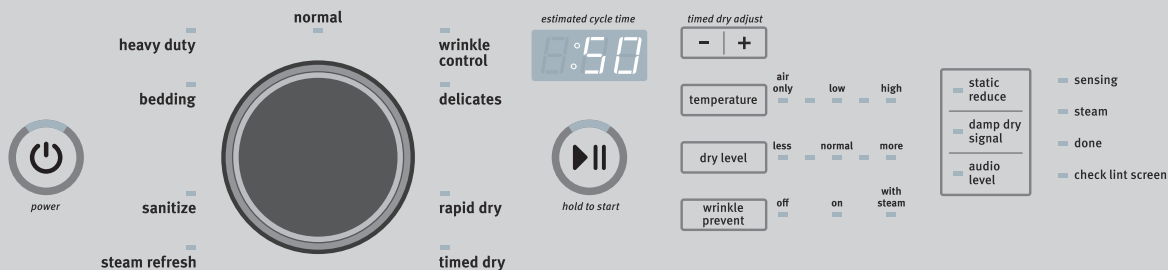 normal
heavy duty
wrinkle
control
bedding
delicates
sanitize
rapid dry
steam refresh
timed dry
power
estimated cycle time
:50
hold to start
timed dry adjust
- +
temperature
air
only
low
high
dry level
less
normal
more
wrinkle
prevent
off
on
with
steam
static
reduce
damp dry
signal
audio
level
sensing
steam
done
check lint screen